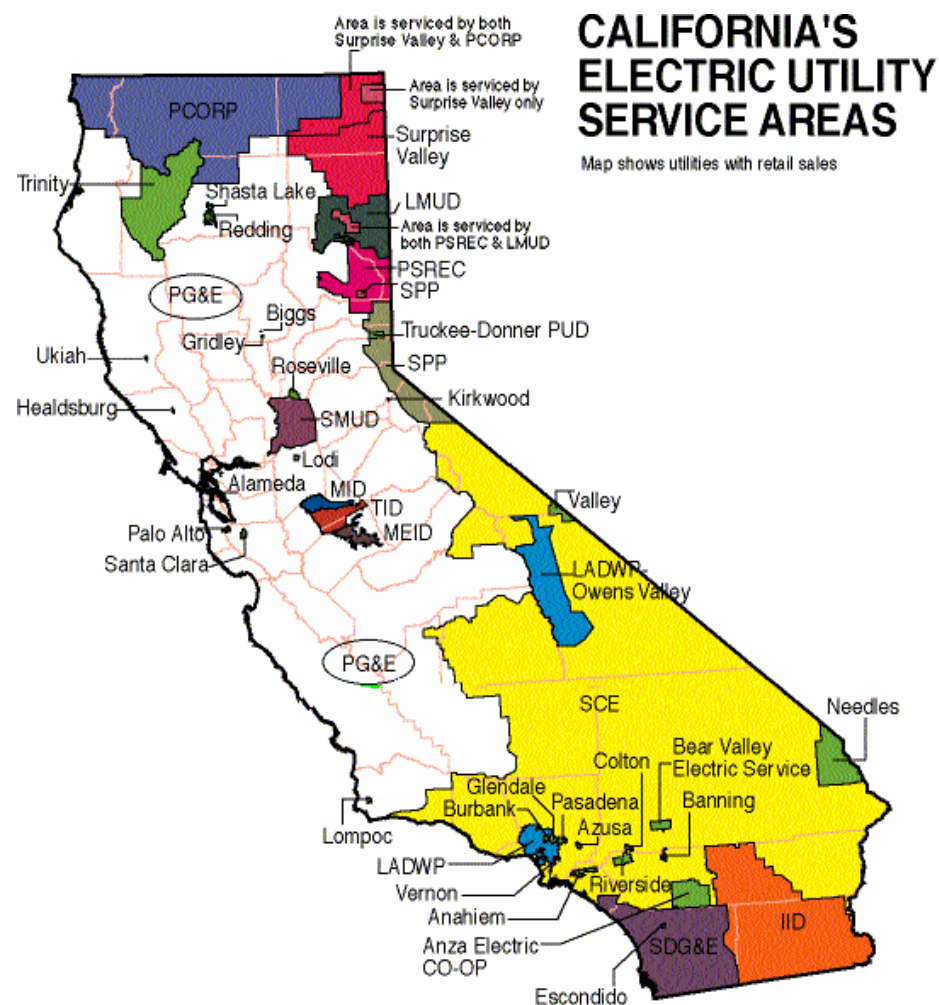 CALIFORNIA'S
ELECTRIC UTILITY
SERVICE AREAS
Map shows utilities with retail sales
Area is serviced by both
Surprise Valley & PCORP
Area is serviced by
Surprise Valley only
PCORP
Surprise
Valley
Trinity
Shasta Lake
Redding
LMUD
Area is serviced by
both PSREC & LMUD
PSREC
SPP
PG&E
Biggs
Gridley
Truckee-Donner PUD
Ukiah
Roseville
SPP
Healdsburg
Kirkwood
SMUD
Lodi
Alameda
MID
TID
MEID
Valley
Palo Alto
Santa Clara
LADWP-
Owens Valley
PG&E
SCE
Needles
Bear Valley
Electric Service
Colton
Glendale
Burbank
Pasadena
Azusa
Banning
Lompoc
LADWP
Vernon
Riverside
Anahiem
Anza Electric
CO-OP
SDG&E
IID
Escondido